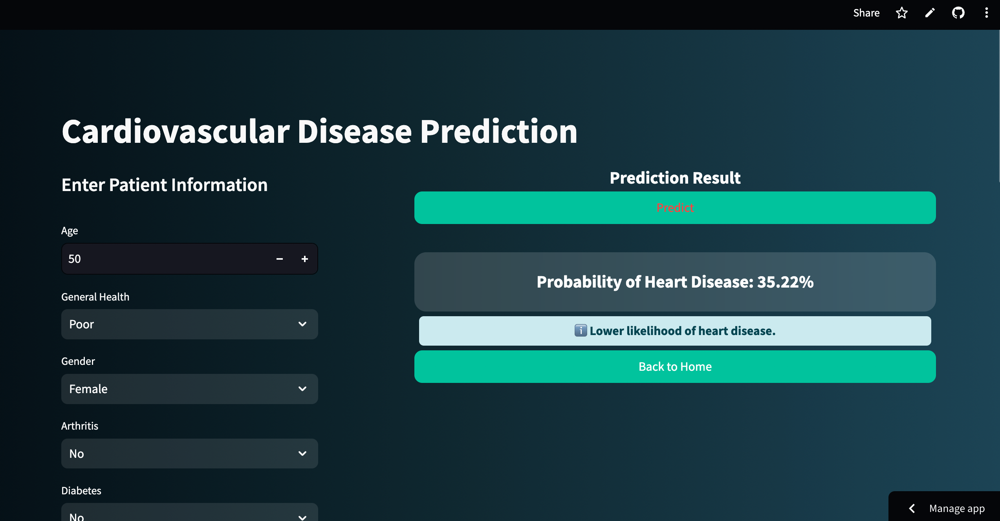 Share
Cardiovascular Disease Prediction
Enter Patient Information
Age
50
General Health
Poor
Gender
Female
Arthritis
No
Diabetes
No
Prediction Result
Predict
Probability of Heart Disease: 35.22%
ℹ️ Lower likelihood of heart disease.
Back to Home
Manage app